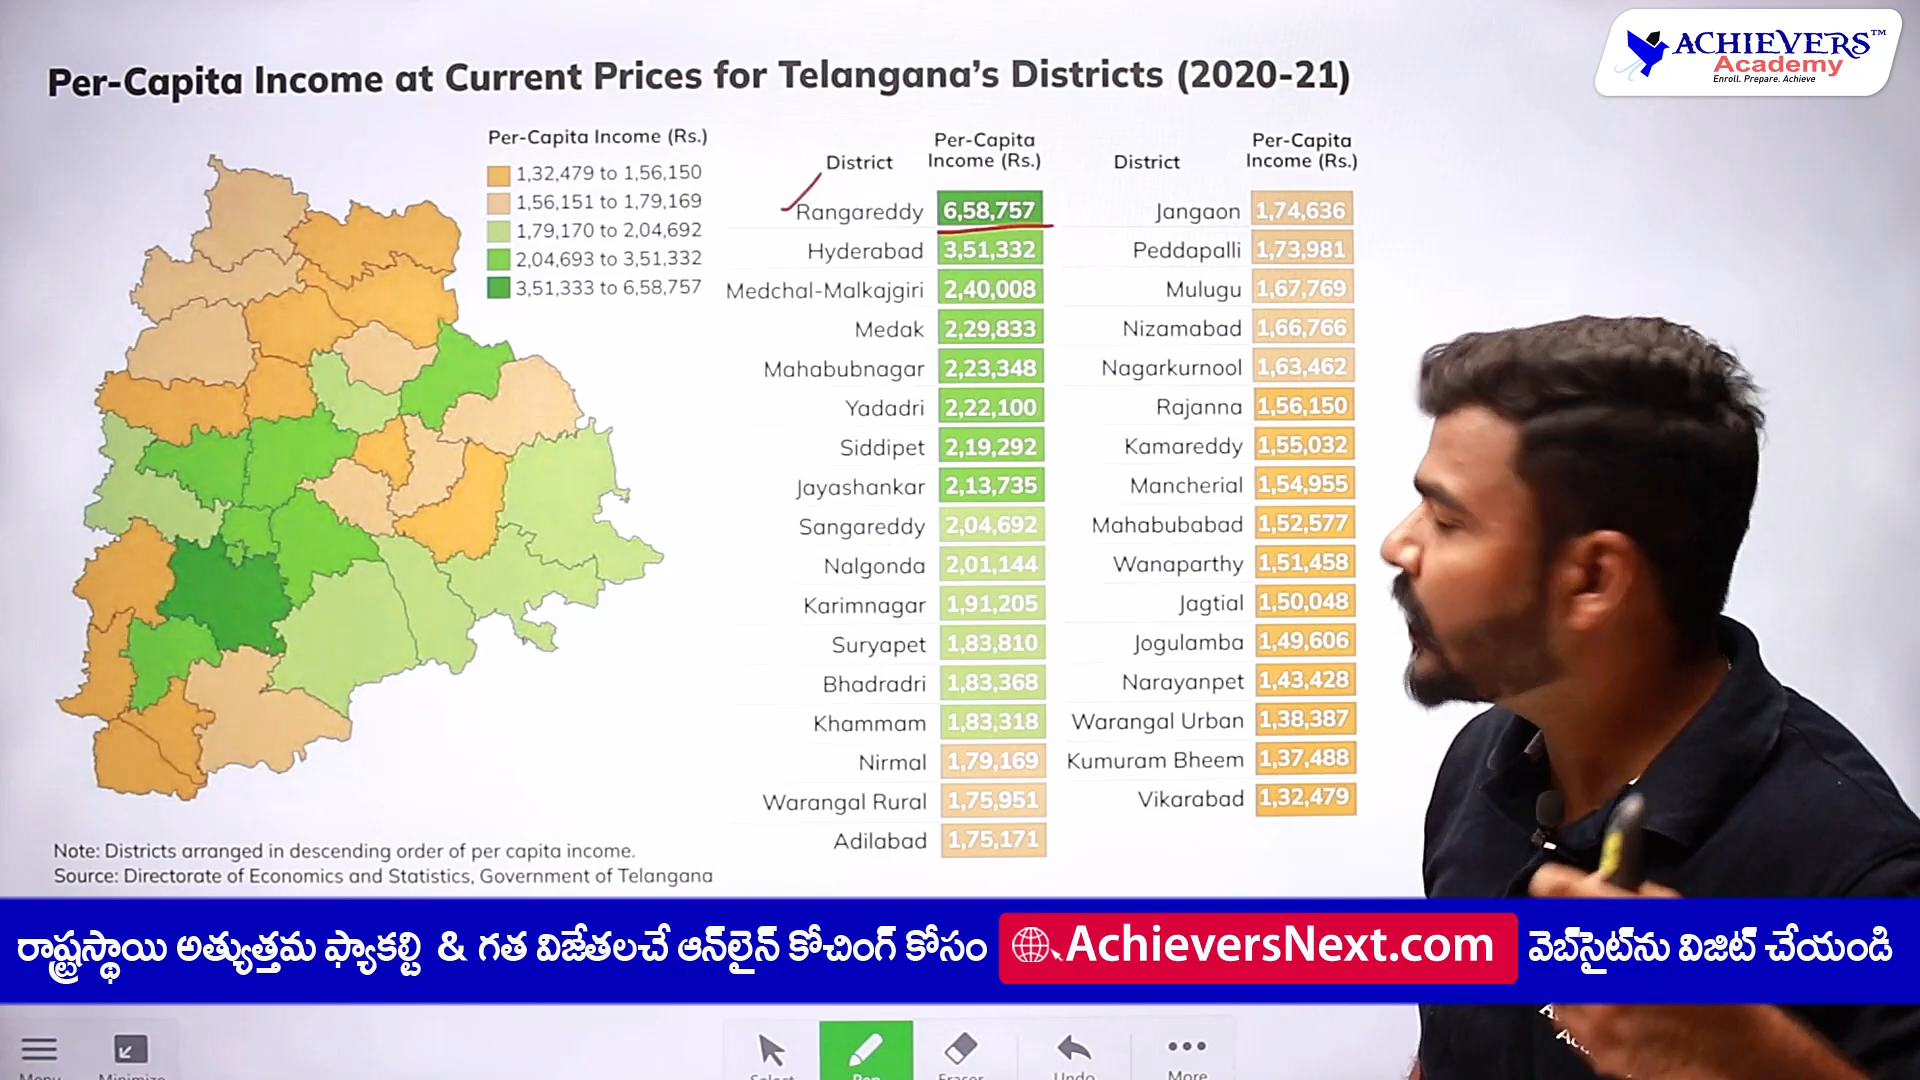 ACHIEVERS™
Academy
Enroll. Prepare. Achieve
Per-Capita Income at Current Prices for Telangana's Districts (2020-21)
Per-Capita Income (Rs.)
1,32,479 to 1,56,150
1,56,151 to 1,79,169
1,79,170 to 2,04,692
2,04,693 to 3,51,332
3,51,333 to 6,58,757
District Per-Capita Income (Rs.)
Rangareddy 6,58,757
Hyderabad 3,51,332
Medchal-Malkajgiri 2,40,008
Medak 2,29,833
Mahabubnagar 2,23,348
Yadadri 2,22,100
Siddipet 2,19,292
Jayashankar 2,13,735
Sangareddy 2,04,692
Nalgonda 2,01,144
Karimnagar 1,91,205
Suryapet 1,83,810
Bhadradri 1,83,368
Khammam 1,83,318
Nirmal 1,79,169
Warangal Rural 1,75,951
Adilabad 1,75,171
District Per-Capita Income (Rs.)
Jangaon 1,74,636
Peddapalli 1,73,981
Mulugu 1,67,769
Nizamabad 1,66,766
Nagarkurnool 1,63,462
Rajanna 1,56,150
Kamareddy 1,55,032
Mancherial 1,54,955
Mahabubabad 1,52,577
Wanaparthy 1,51,458
Jagtial 1,50,048
Jogulamba 1,49,606
Narayanpet 1,43,428
Warangal Urban 1,38,387
Kumuram Bheem 1,37,488
Vikarabad 1,32,479
Note: Districts arranged in descending order of per capita income.
Source: Directorate of Economics and Statistics, Government of Telangana
రాష్ట్రస్థాయి అత్యుత్తమ ఫ్యాకల్టి & గత విజేతలచే ఆన్‌లైన్ కోచింగ్ కోసం AchieversNext.com వెబ్‌సైట్‌ను విజిట్ చేయండి
Menu Minimize Select Pen Eraser Undo More